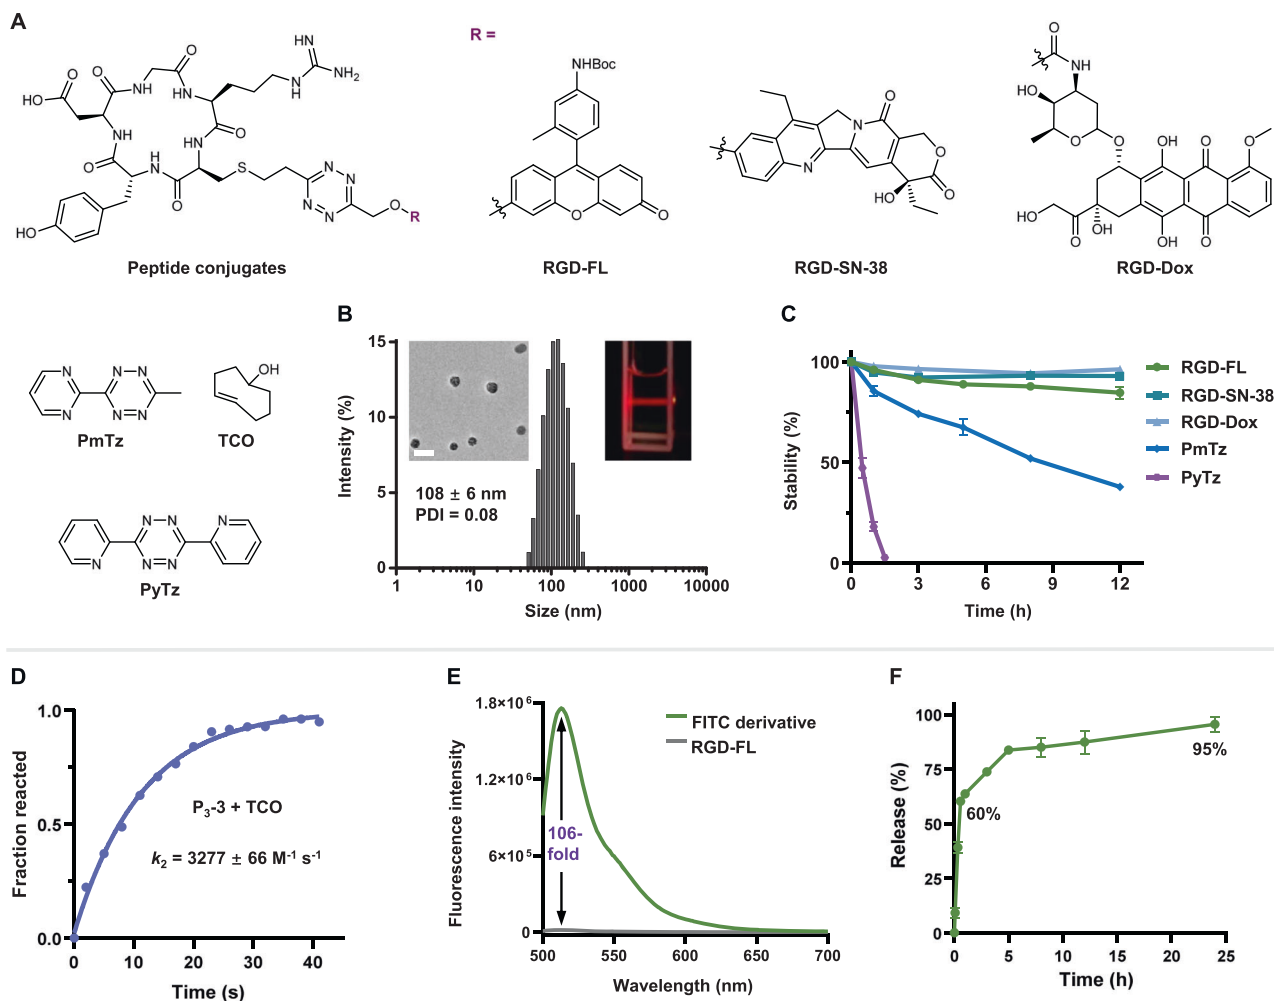 A
R =
HN
NH₂
N
H
O
O
NH
HN
O
HO
O
NH
O
HN
NH
O
O
S
HO
N
N
N
N
O
R
Peptide conjugates
NHBoc
O
O
RGD-FL
N
N
O
O
O
HO
RGD-SN-38
O
NH
HO
O
O
OH
O
O
HO
O
OH
OH
O
RGD-Dox
N
N
N
N
N
N
PmTz
OH
TCO
N
N
N
N
N
N
PyTz
B
Intensity (%)
15
10
5
0
108 ± 6 nm
PDI = 0.08
1
10
100
1000
10000
Size (nm)
C
Stability (%)
100
50
0
0
3
6
9
12
Time (h)
RGD-FL
RGD-SN-38
RGD-Dox
PmTz
PyTz
D
Fraction reacted
1.0
0.5
0.0
P₃-3 + TCO
k₂ = 3277 ± 66 M⁻¹ s⁻¹
0
10
20
30
40
Time (s)
E
Fluorescence intensity
1.8×10⁶
1.2×10⁶
6×10⁵
0
106-
fold
FITC derivative
RGD-FL
500
550
600
650
700
Wavelength (nm)
F
Release (%)
100
75
50
25
0
60%
95%
0
5
10
15
20
25
Time (h)